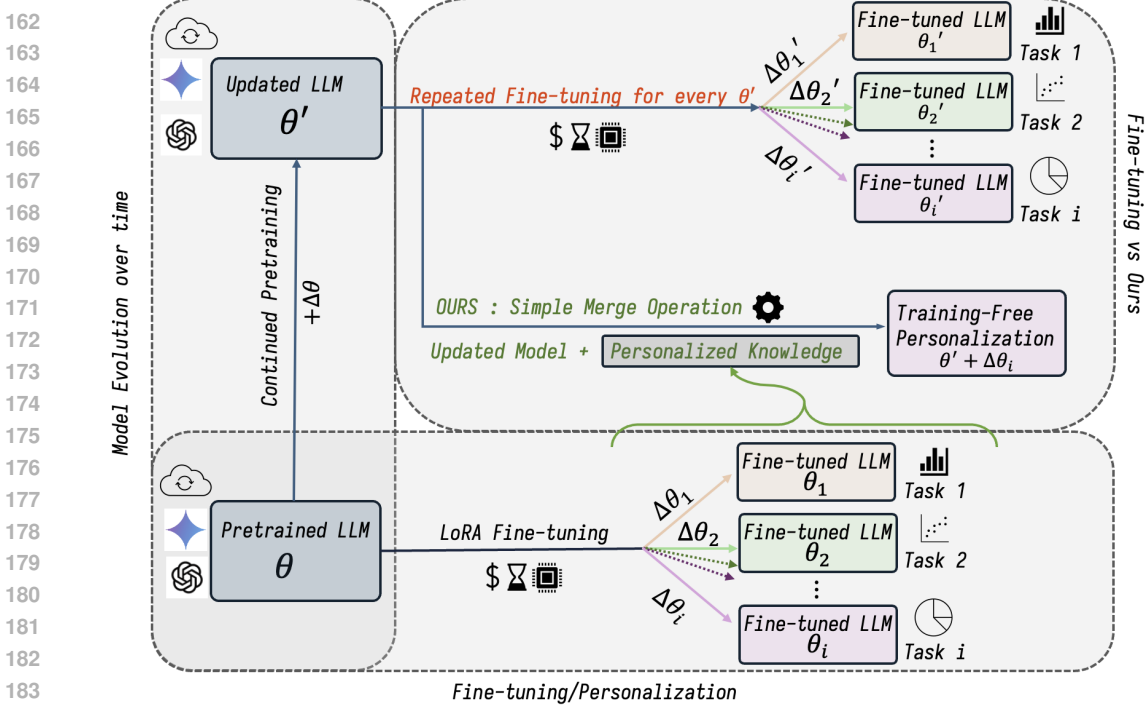 162
163
164
165
166
167
168
169
170
171
172
173
174
175
176
177
178
179
180
181
182
183
Model Evolution over time
Updated LLM
θ′
Continued Pretraining
+Δθ
Pretrained LLM
θ
Repeated Fine-tuning for every θ′
$
Δθ₁′
Δθ₂′
Δθᵢ′
Fine-tuned LLM
θ₁′
Task 1
Fine-tuned LLM
θ₂′
Task 2
⋮
Fine-tuned LLM
θᵢ′
Task i
Fine-tuning vs Ours
OURS : Simple Merge Operation
Updated Model + Personalized Knowledge
Training-Free
Personalization
θ′ + Δθᵢ
LoRA Fine-tuning
$
Δθ₁
Δθ₂
Δθᵢ
Fine-tuned LLM
θ₁
Task 1
Fine-tuned LLM
θ₂
Task 2
⋮
Fine-tuned LLM
θᵢ
Task i
Fine-tuning/Personalization